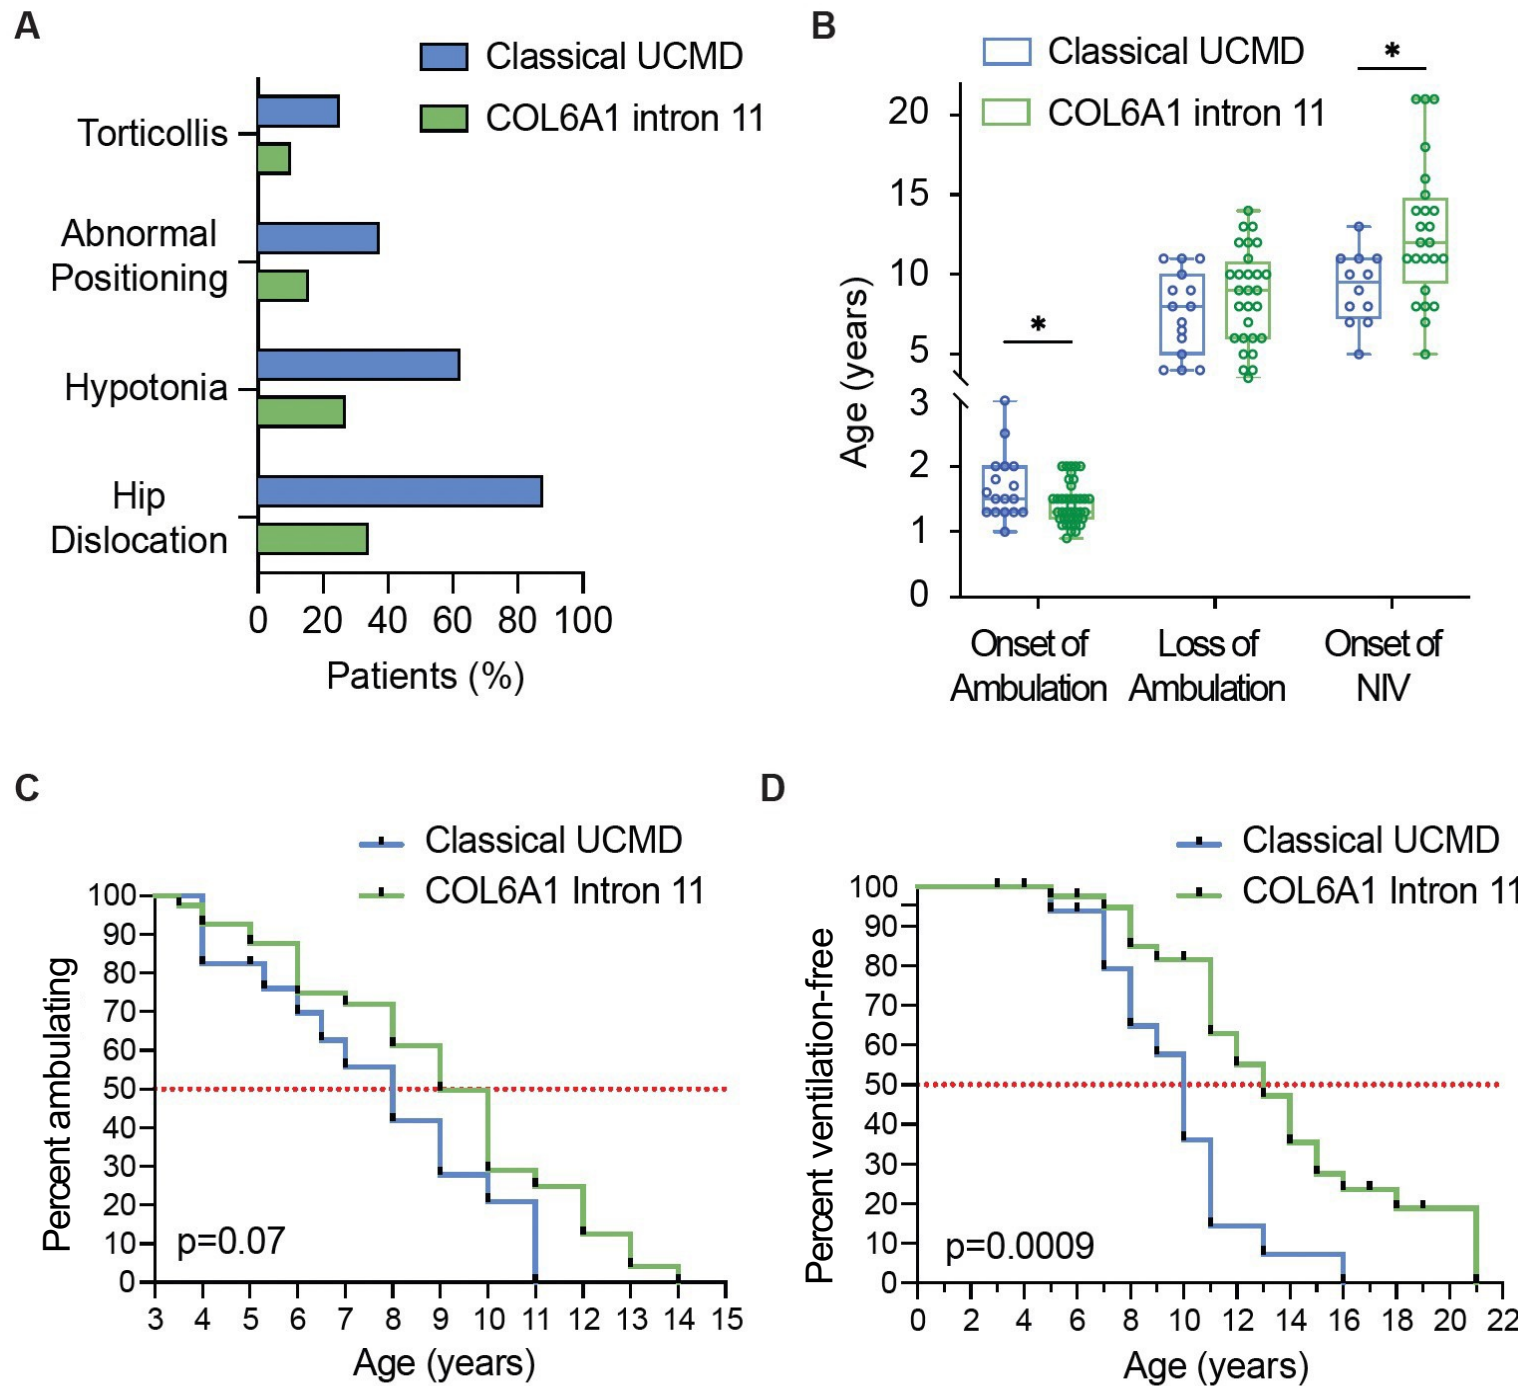 A
Classical UCMD
COL6A1 intron 11
Torticollis
Abnormal
Positioning
Hypotonia
Hip
Dislocation
0 20 40 60 80 100
Patients (%)
B
Classical UCMD
COL6A1 intron 11
*
*
Age (years)
20
15
10
5
3
2
1
0
Onset of
Ambulation
Loss of
Ambulation
Onset of
NIV
C
Classical UCMD
COL6A1 Intron 11
Percent ambulating
100
90
80
70
60
50
40
30
20
10
0
p=0.07
3 4 5 6 7 8 9 10 11 12 13 14 15
Age (years)
D
Classical UCMD
COL6A1 Intron 11
Percent ventilation-free
100
90
80
70
60
50
40
30
20
10
0
p=0.0009
0 2 4 6 8 10 12 14 16 18 20 22
Age (years)